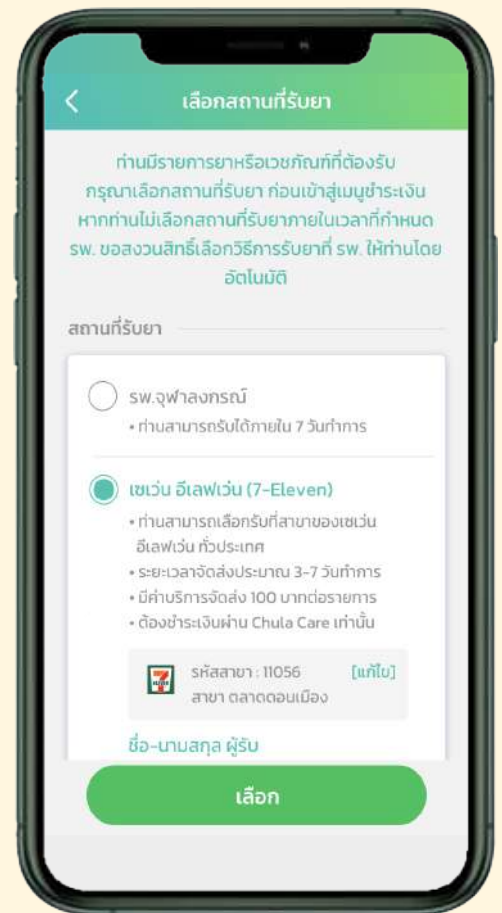 เลือกสถานที่รับยา
ท่านมีรายการยาหรือเวชภัณฑ์ที่ต้องรับ
กรุณาเลือกสถานที่รับยา ก่อนเข้าสู่เมนูชำระเงิน
หากท่านไม่เลือกสถานที่รับยาภายในเวลาที่กำหนด
รพ. ขอสงวนสิทธิ์เลือกวิธีการรับยาที่ รพ. ให้ท่านโดย
อัตโนมัติ
สถานที่รับยา
รพ.จุฬาลงกรณ์
• ท่านสามารถรับได้ภายใน 7 วันทำการ
เซเว่น อีเลฟเว่น (7-Eleven)
• ท่านสามารถเลือกรับที่สาขาของเซเว่น
อีเลฟเว่น ทั่วประเทศ
• ระยะเวลาจัดส่งประมาณ 3-7 วันทำการ
• มีค่าบริการจัดส่ง 100 บาทต่อรายการ
• ต้องชำระเงินผ่าน Chula Care เท่านั้น
รหัสสาขา : 11056 [แก้ไข]
สาขา ตลาดดอนเมือง
ชื่อ-นามสกุล ผู้รับ
เลือก